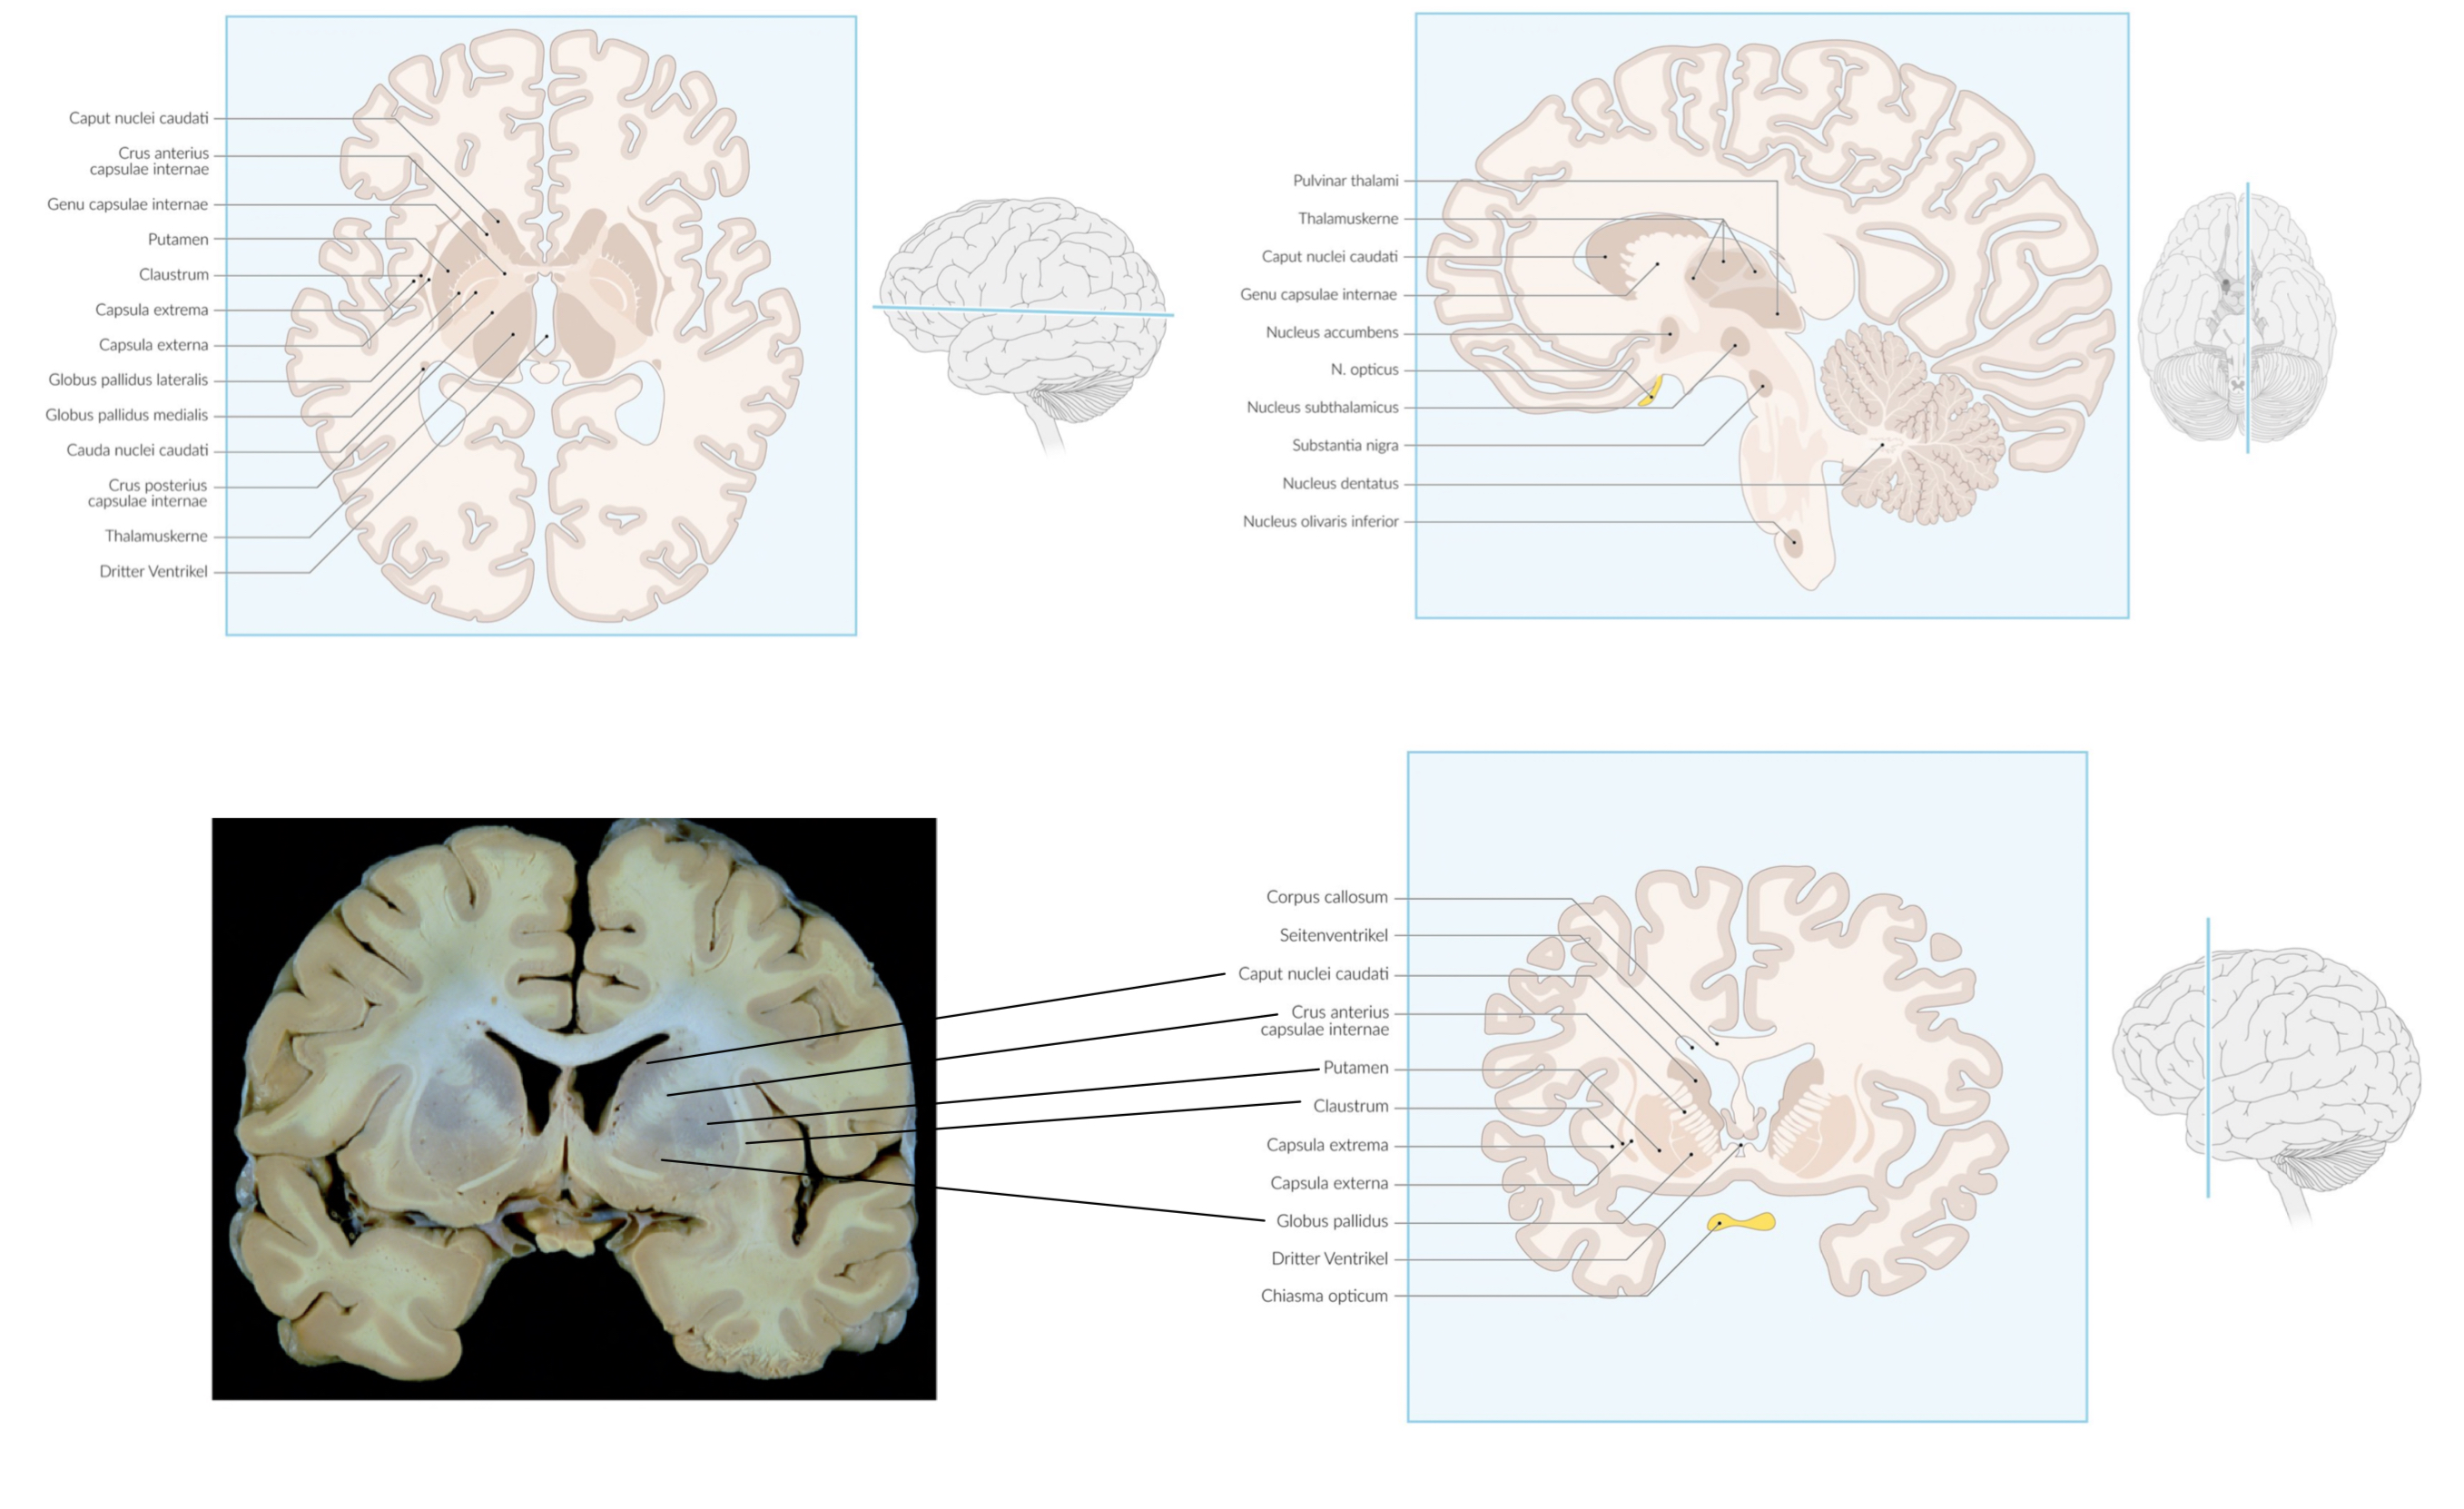 Caput nuclei caudati
Crus anterius
capsulae internae
Genu capsulae internae
Putamen
Claustrum
Capsula extrema
Capsula externa
Globus pallidus lateralis
Globus pallidus medialis
Cauda nuclei caudati
Crus posterius
capsulae internae
Thalamuskerne
Dritter Ventrikel
Pulvinar thalami
Thalamuskerne
Caput nuclei caudati
Genu capsulae internae
Nucleus accumbens
N. opticus
Nucleus subthalamicus
Substantia nigra
Nucleus dentatus
Nucleus olivaris inferior
Corpus callosum
Seitenventrikel
Caput nuclei caudati
Crus anterius
capsulae internae
Putamen
Claustrum
Capsula extrema
Capsula externa
Globus pallidus
Dritter Ventrikel
Chiasma opticum